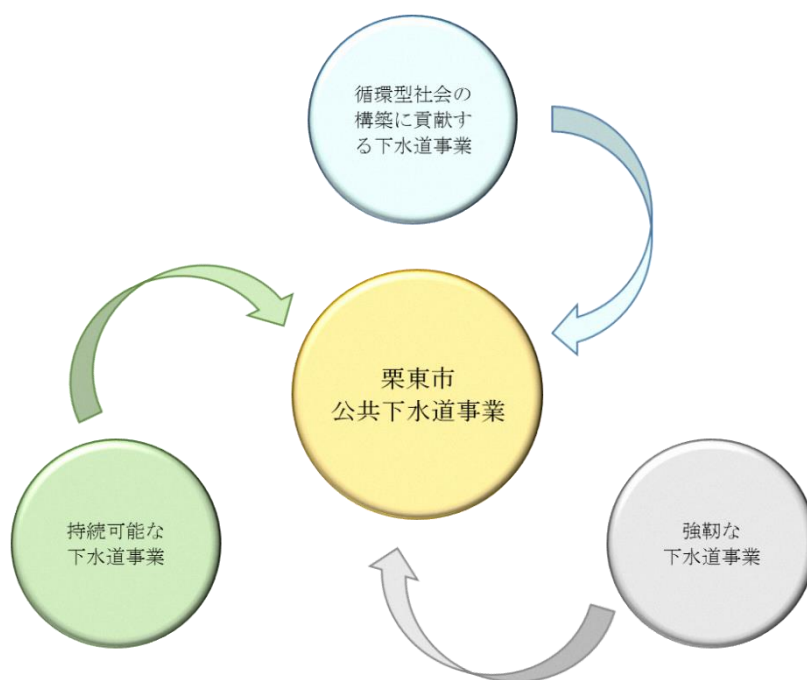 循環型社会の
構築に貢献す
る下水道事業
栗東市
公共下水道事業
持続可能な
下水道事業
強靭な
下水道事業